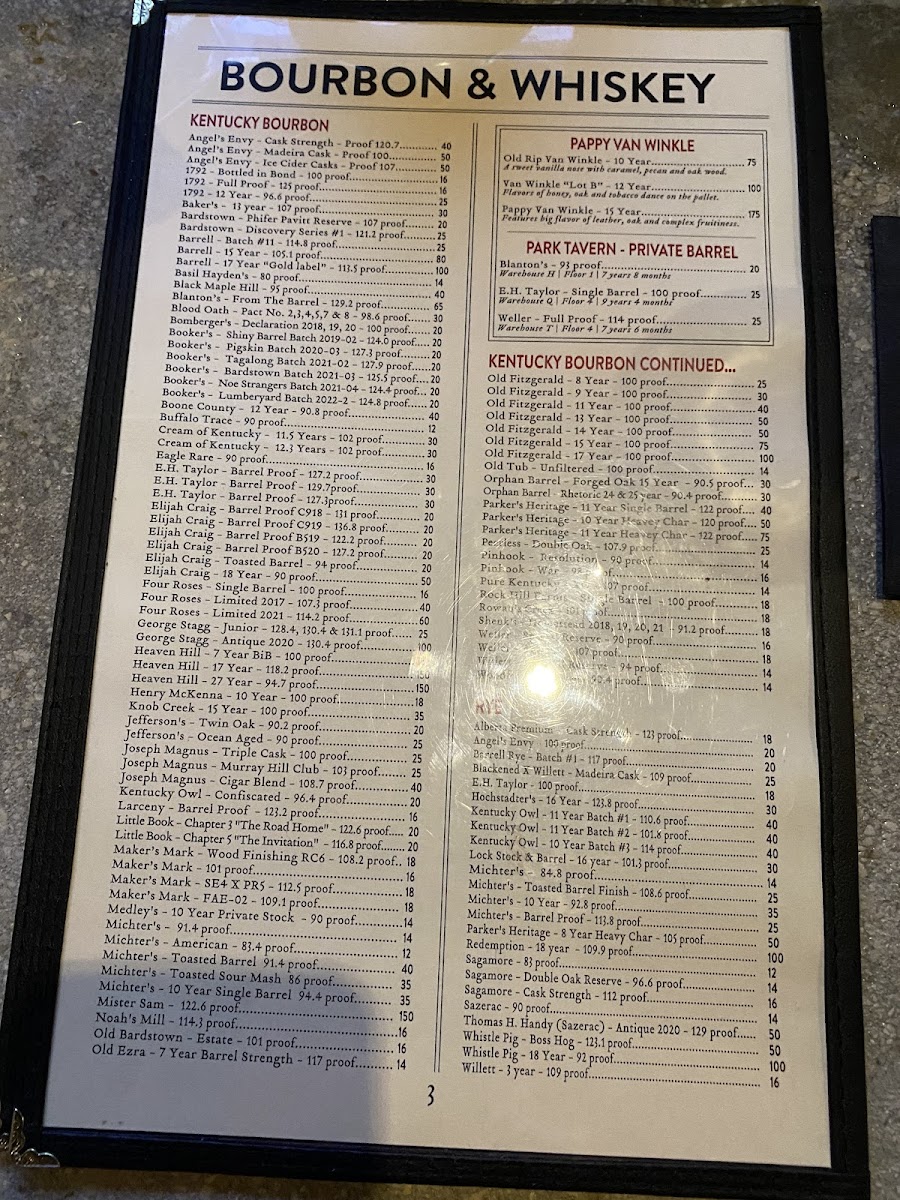 BOURBON & WHISKEY
KENTUCKY BOURBON
Angel's Envy - Cask Strength - Proof 120.7........... 40
Angel's Envy - Madeira Cask - Proof 100............. 50
Angel's Envy - Ice Cider Casks - Proof 107........... 50
1792 - Bottled in Bond - 100 proof.............. 16
1792 - Full Proof - 125 proof.............. 16
1792 - 12 Year - 96.6 proof.............. 25
Baker's - 13 year - 107 proof.............. 30
Bardstown - Phifer Pavitt Reserve - 107 proof......... 20
Bardstown - Discovery Series #1 - 121.2 proof......... 25
Barrell - Batch #11 - 114.8 proof.............. 25
Barrell - 15 Year - 105.1 proof.............. 80
Barrell - 17 Year "Gold label" - 113.5 proof.............. 100
Basil Hayden's - 80 proof.............. 14
Black Maple Hill - 95 proof.............. 40
Blanton's - From The Barrel - 129.2 proof.............. 65
Blood Oath - Pact No. 2,3,4,5,7 & 8 - 98.6 proof....... 30
Bomberger's - Declaration 2018, 19, 20 - 100 proof.......20
Booker's - Shiny Barrel Batch 2019-02 - 124.0 proof.... 20
Booker's - Pigskin Batch 2020-03 - 127.3 proof....... 20
Booker's - Tagalong Batch 2021-02 - 127.9 proof......20
Booker's - Bardstown Batch 2021-03 - 125.5 proof....20
Booker's - Noe Strangers Batch 2021-04 - 124.4 proof... 20
Booker's - Lumberyard Batch 2022-2 - 124.8 proof...... 20
Boone County - 12 Year - 90.8 proof.............. 40
Buffalo Trace - 90 proof.............. 12
Cream of Kentucky - 11.5 Years - 102 proof.............. 30
Cream of Kentucky - 12.3 Years - 102 proof.............. 30
Eagle Rare - 90 proof.............. 16
E.H. Taylor - Barrel Proof - 127.2 proof.............. 30
E.H. Taylor - Barrel Proof - 129.7proof.............. 30
E.H. Taylor - Barrel Proof - 127.3proof.............. 30
Elijah Craig - Barrel Proof C918 - 131 proof.............. 20
Elijah Craig - Barrel Proof C919 - 136.8 proof.............. 20
Elijah Craig - Barrel Proof B519 - 122.2 proof.............. 20
Elijah Craig - Barrel Proof B520 - 127.2 proof.............. 20
Elijah Craig - Toasted Barrel - 94 proof.............. 20
Elijah Craig - 18 Year - 90 proof.............. 50
Four Roses - Single Barrel - 100 proof.............. 16
Four Roses - Limited 2017 - 107.3 proof.............. 40
Four Roses - Limited 2021 - 114.2 proof.............. 60
George Stagg - Junior - 128.4, 130.4 & 131.1 proof...... 25
George Stagg - Antique 2020 - 130.4 proof.............. 100
Heaven Hill - 7 Year BiB - 100 proof..............
Heaven Hill - 17 Year - 118.2 proof.............. 150
Heaven Hill - 27 Year - 94.7 proof.............. 150
Henry McKenna - 10 Year - 100 proof.............. 18
Knob Creek - 15 Year - 100 proof.............. 35
Jefferson's - Twin Oak - 90.2 proof.............. 20
Jefferson's - Ocean Aged - 90 proof.............. 25
Joseph Magnus - Triple Cask - 100 proof.............. 25
Joseph Magnus - Murray Hill Club - 103 proof........ 25
Joseph Magnus - Cigar Blend - 108.7 proof.............. 40
Kentucky Owl - Confiscated - 96.4 proof.............. 20
Larceny - Barrel Proof - 123.2 proof.............. 16
Little Book - Chapter 3 "The Road Home" - 122.6 proof..... 20
Little Book - Chapter 5 "The Invitation" - 116.8 proof....... 20
Maker's Mark - Wood Finishing RC6 - 108.2 proof.. 18
Maker's Mark - 101 proof.............. 16
Maker's Mark - SE4 X PR5 - 112.5 proof.............. 18
Maker's Mark - FAE-02 - 109.1 proof.............. 18
Medley's - 10 Year Private Stock - 90 proof...........14
Michter's - 91.4 proof.............. 14
Michter's - American - 83.4 proof.............. 12
Michter's - Toasted Barrel 91.4 proof.............. 40
Michter's - Toasted Sour Mash 86 proof.............. 35
Michter's - 10 Year Single Barrel 94.4 proof........... 35
Mister Sam - 122.6 proof.............. 150
Noah's Mill - 114.3 proof..............16
Old Bardstown - Estate - 101 proof.............. 16
Old Ezra - 7 Year Barrel Strength - 117 proof.......... 14
PAPPY VAN WINKLE
Old Rip Van Winkle - 10 Year.............. 75
A sweet vanilla nose with caramel, pecan and oak wood.
Van Winkle "Lot B" - 12 Year.............. 100
Flavors of honey, oak and tobacco dance on the pallet.
Pappy Van Winkle - 15 Year.............. 175
Features big flavor of leather, oak and complex fruitiness.
PARK TAVERN - PRIVATE BARREL
Blanton's - 93 proof.............. 20
Warehouse H | Floor 1 | 7 years 8 months
E.H. Taylor - Single Barrel - 100 proof.............. 25
Warehouse Q | Floor 4 | 9 years 4 months
Weller - Full Proof - 114 proof.............. 25
Warehouse T | Floor 4 | 7 years 6 months
KENTUCKY BOURBON CONTINUED...
Old Fitzgerald - 8 Year - 100 proof.............. 25
Old Fitzgerald - 9 Year - 100 proof.............. 30
Old Fitzgerald - 11 Year - 100 proof.............. 40
Old Fitzgerald - 13 Year - 100 proof.............. 50
Old Fitzgerald - 14 Year - 100 proof.............. 50
Old Fitzgerald - 15 Year - 100 proof.............. 75
Old Fitzgerald - 17 Year - 100 proof.............. 100
Old Tub - Unfiltered - 100 proof.............. 14
Orphan Barrel - Forged Oak 15 Year - 90.5 proof... 30
Orphan Barrel - Rhetoric 24 & 25 year - 90.4 proof.......... 30
Parker's Heritage - 11 Year Single Barrel - 122 proof.... 40
Parker's Heritage - 10 Year Heavey Char - 120 proof.... 50
Parker's Heritage - 11 Year Heavey Char - 122 proof.... 75
Peerless - Double Oak - 107.9 proof.............. 25
Pinhook - Resolution - 90 proof.............. 14
Pinhook - War .............. 16
Pure Kentucky 107 proof.............. 14
Rock Hill Barrel - 100 proof.............. 18
Rowan's .............. 18
Shenk's 2018, 19, 20, 21 - 91.2 proof.............. 18
Weller Reserve - 90 proof.............. 16
Weller 107 proof.............. 18
94 proof.............. 14
90.4 proof.............. 14
RYE
Alberta Premium - Cask Strength - 123 proof.............. 18
Angel's Envy - 100 proof.............. 20
Barrell Rye - Batch #1 - 117 proof.............. 20
Blackened X Willett - Madeira Cask - 109 proof.............. 25
E.H. Taylor - 100 proof.............. 18
Hochstadter's - 16 Year - 123.8 proof.............. 30
Kentucky Owl - 11 Year Batch #1 - 110.6 proof.............. 40
Kentucky Owl - 11 Year Batch #2 - 101.8 proof.............. 40
Kentucky Owl - 10 Year Batch #3 - 114 proof.............. 40
Lock Stock & Barrel - 16 year - 101.3 proof.............. 30
Michter's - 84.8 proof.............. 14
Michter's - Toasted Barrel Finish - 108.6 proof.............. 25
Michter's - 10 Year - 92.8 proof.............. 35
Michter's - Barrel Proof - 113.8 proof.............. 25
Parker's Heritage - 8 Year Heavy Char - 105 proof.............. 50
Redemption - 18 year - 109.9 proof.............. 100
Sagamore - 83 proof.............. 12
Sagamore - Double Oak Reserve - 96.6 proof.............. 14
Sagamore - Cask Strength - 112 proof.............. 16
Sazerac - 90 proof.............. 14
Thomas H. Handy (Sazerac) - Antique 2020 - 129 proof...... 50
Whistle Pig - Boss Hog - 123.1 proof.............. 50
Whistle Pig - 18 Year - 92 proof.............. 100
Willett - 3 year - 109 proof.............. 16
3